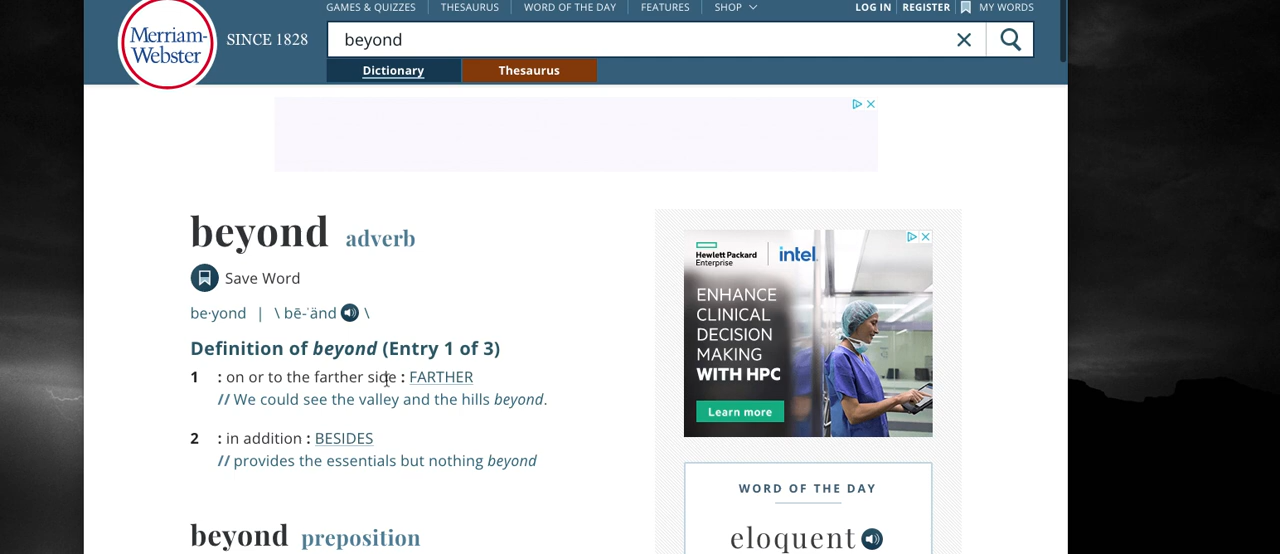 GAMES & QUIZZES THESAURUS WORD OF THE DAY FEATURES SHOP LOG IN REGISTER MY WORDS
Merriam-
Webster
SINCE 1828
beyond
Dictionary Thesaurus
beyond adverb
Save Word
be·yond | \ bē-ˈänd \
Definition of beyond (Entry 1 of 3)
1 : on or to the farther side : FARTHER
// We could see the valley and the hills beyond.
2 : in addition : BESIDES
// provides the essentials but nothing beyond
beyond preposition
Hewlett Packard
Enterprise
intel.
ENHANCE
CLINICAL
DECISION
MAKING
WITH HPC
Learn more
WORD OF THE DAY
eloquent